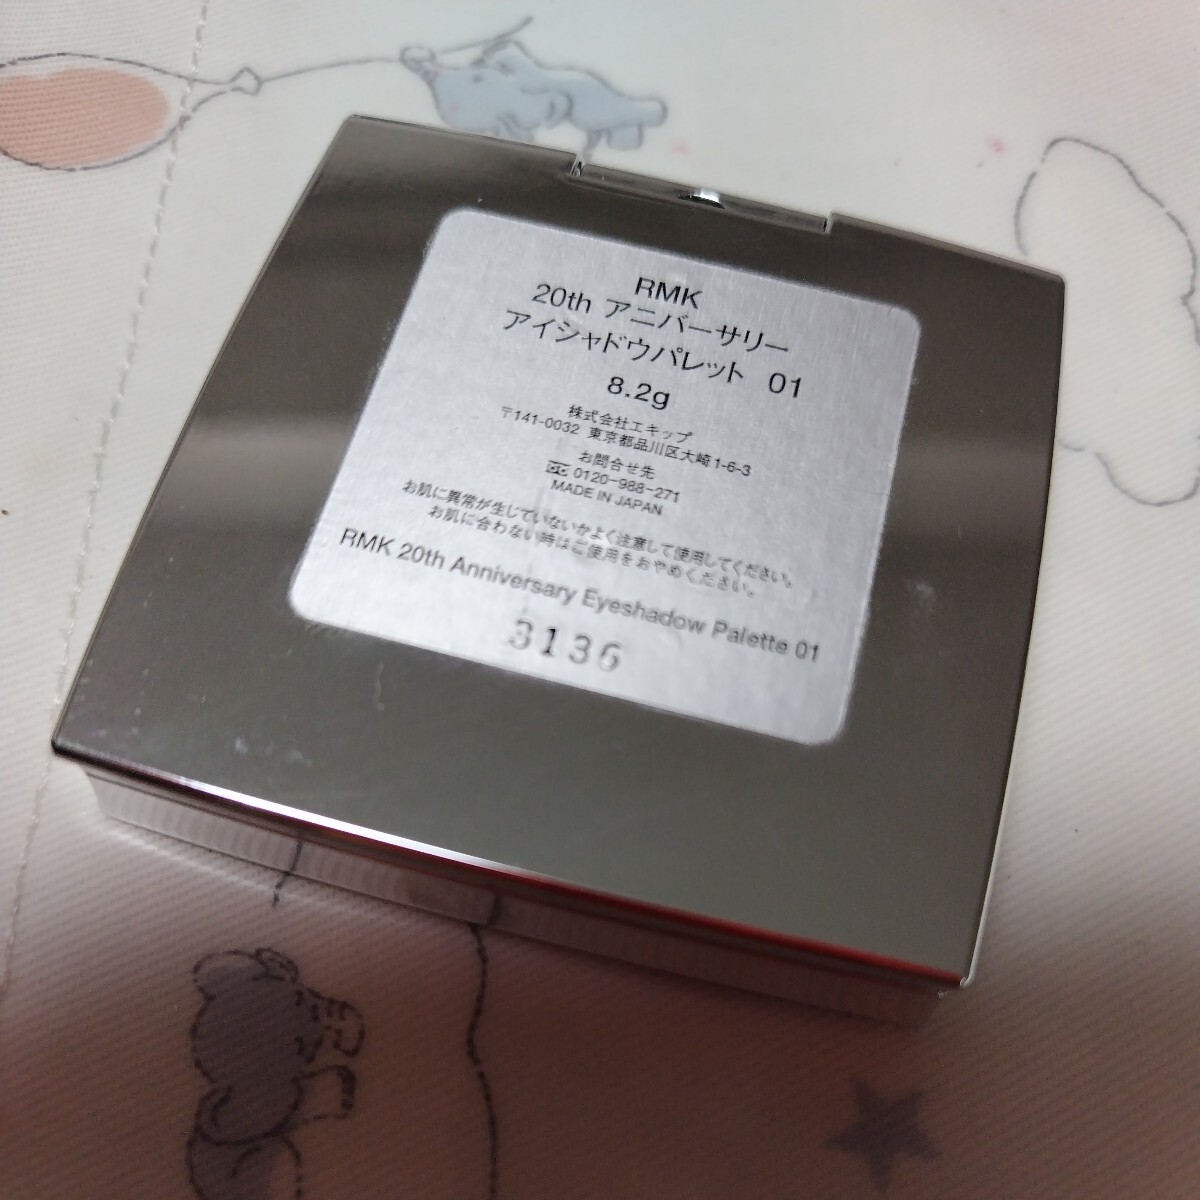 RMK
20th アニバーサリー
アイシャドウパレット 01
8.2g
株式会社エキップ
〒141-0032 東京都品川区大崎1-6-3
お問合せ先
0120-988-271
MADE IN JAPAN
お肌に異常が生じていないかよく注意して使用してください。
お肌に合わない時はご使用をおやめください。
RMK 20th Anniversary Eyeshadow Palette 01
3136